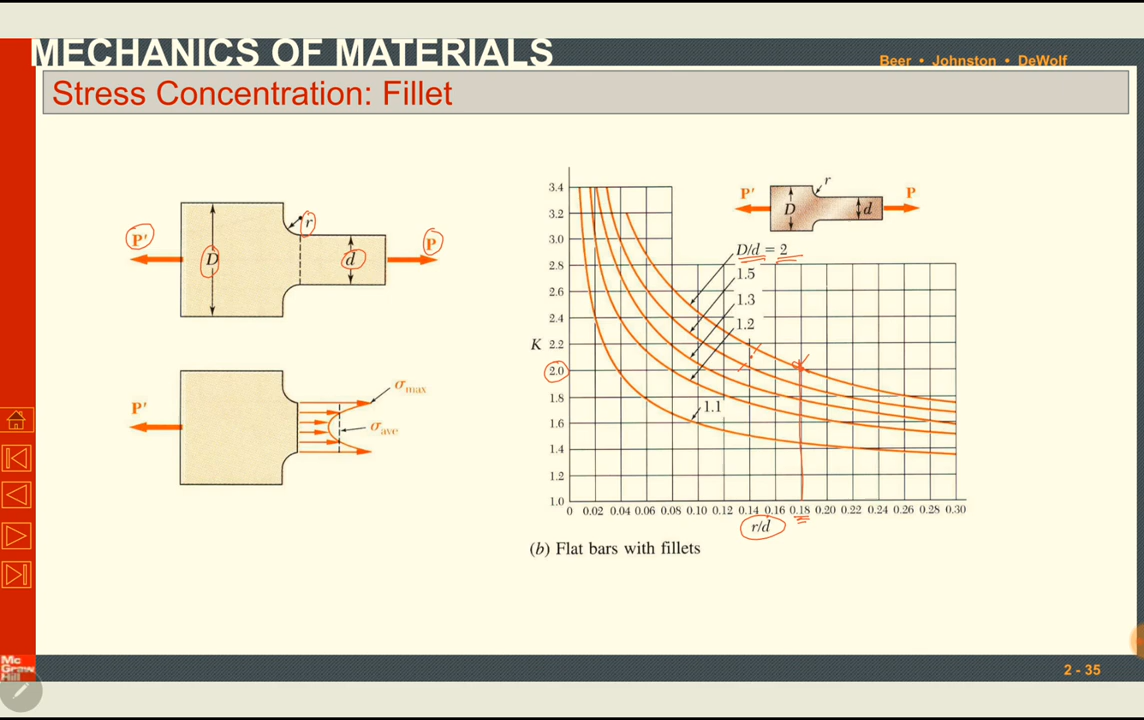 MECHANICS OF MATERIALS
Beer • Johnston • DeWolf
Stress Concentration: Fillet
P'
D
r
d
P
P'
σmax
σave
3.4
3.2
3.0
2.8
2.6
2.4
K 2.2
2.0
1.8
1.6
1.4
1.2
1.0
P'
D
r
d
P
D/d = 2
1.5
1.3
1.2
1.1
0 0.02 0.04 0.06 0.08 0.10 0.12 0.14 0.16 0.18 0.20 0.22 0.24 0.26 0.28 0.30
r/d
(b) Flat bars with fillets
Mc
Graw
Hill
2 - 35